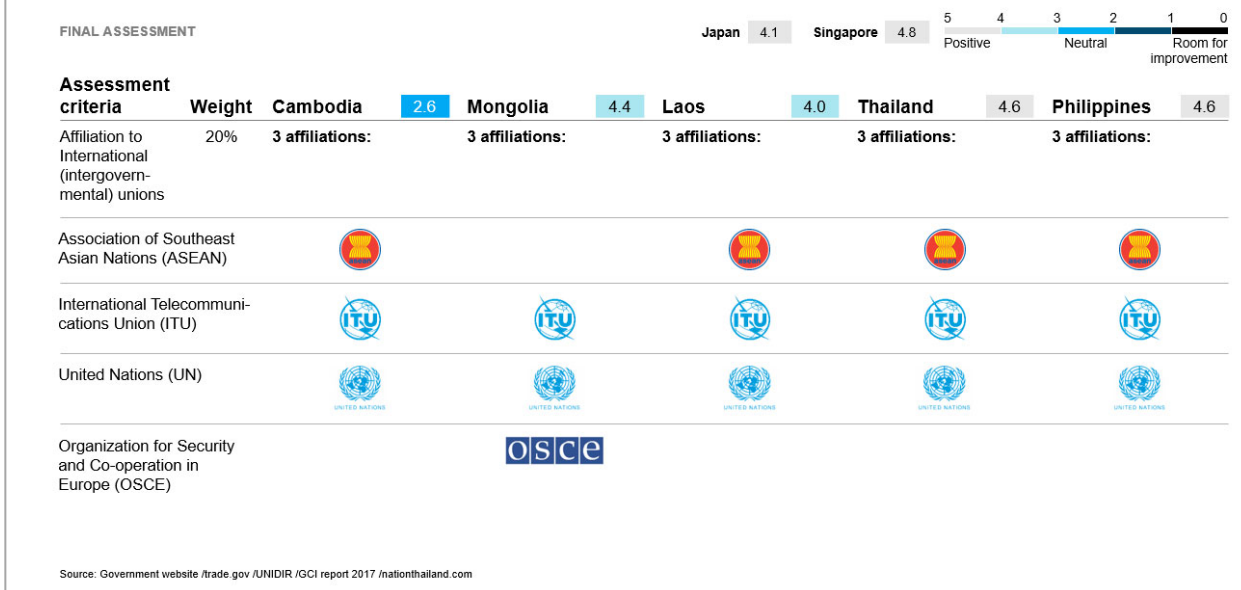 FINAL ASSESSMENT
Japan 4.1 Singapore 4.8
5 4 3 2 1 0
Positive Neutral Room for
improvement
Assessment
criteria Weight Cambodia 2.6 Mongolia 4.4 Laos 4.0 Thailand 4.6 Philippines 4.6
Affiliation to 20% 3 affiliations: 3 affiliations: 3 affiliations: 3 affiliations: 3 affiliations:
International
(intergovern-
mental) unions
Association of Southeast
Asian Nations (ASEAN)
asean asean asean asean
International Telecommuni-
cations Union (ITU)
ITU ITU ITU ITU ITU
United Nations (UN)
UNITED NATIONS UNITED NATIONS UNITED NATIONS UNITED NATIONS UNITED NATIONS
Organization for Security
and Co-operation in
Europe (OSCE)
osce
Source: Government website /trade.gov /UNIDIR /GCI report 2017 /nationthailand.com